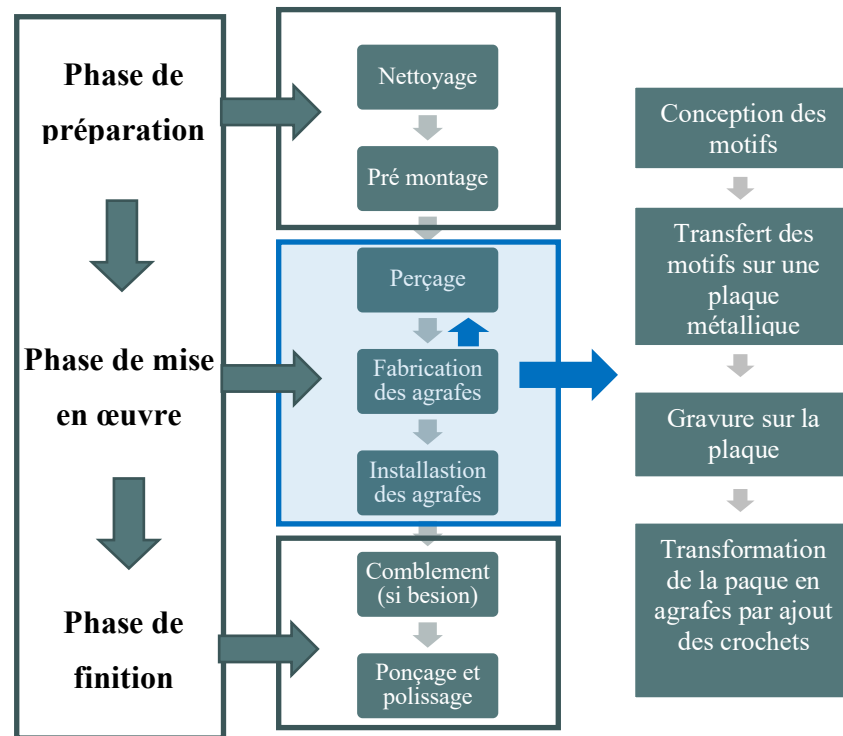 Phase de
préparation
Phase de mise
en œuvre
Phase de
finition
Nettoyage
Pré montage
Perçage
Fabrication
des agrafes
Installastion
des agrafes
Comblement
(si besion)
Ponçage et
polissage
Conception des
motifs
Transfert des
motifs sur une
plaque
métallique
Gravure sur la
plaque
Transformation
de la paque en
agrafes par ajout
des crochets